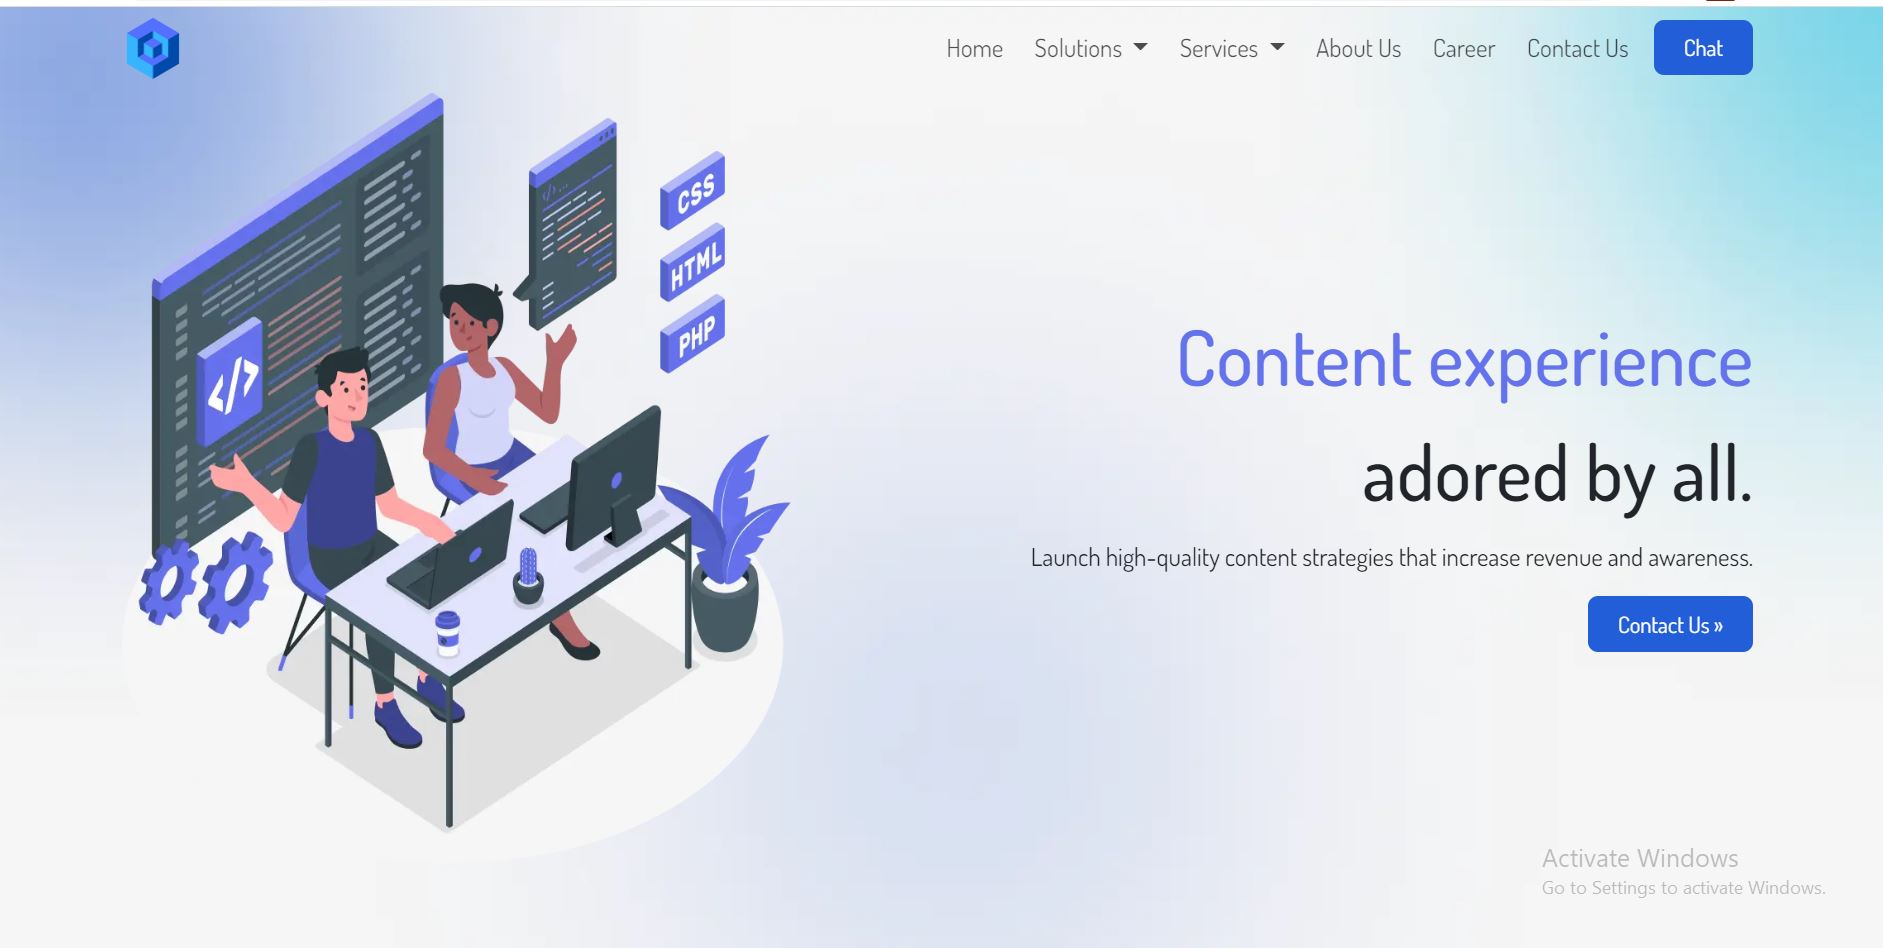 Home Solutions Services About Us Career Contact Us Chat
CSS
HTML
PHP
</>
</>...
Content experience
adored by all.
Launch high-quality content strategies that increase revenue and awareness.
Contact Us »
Activate Windows
Go to Settings to activate Windows.